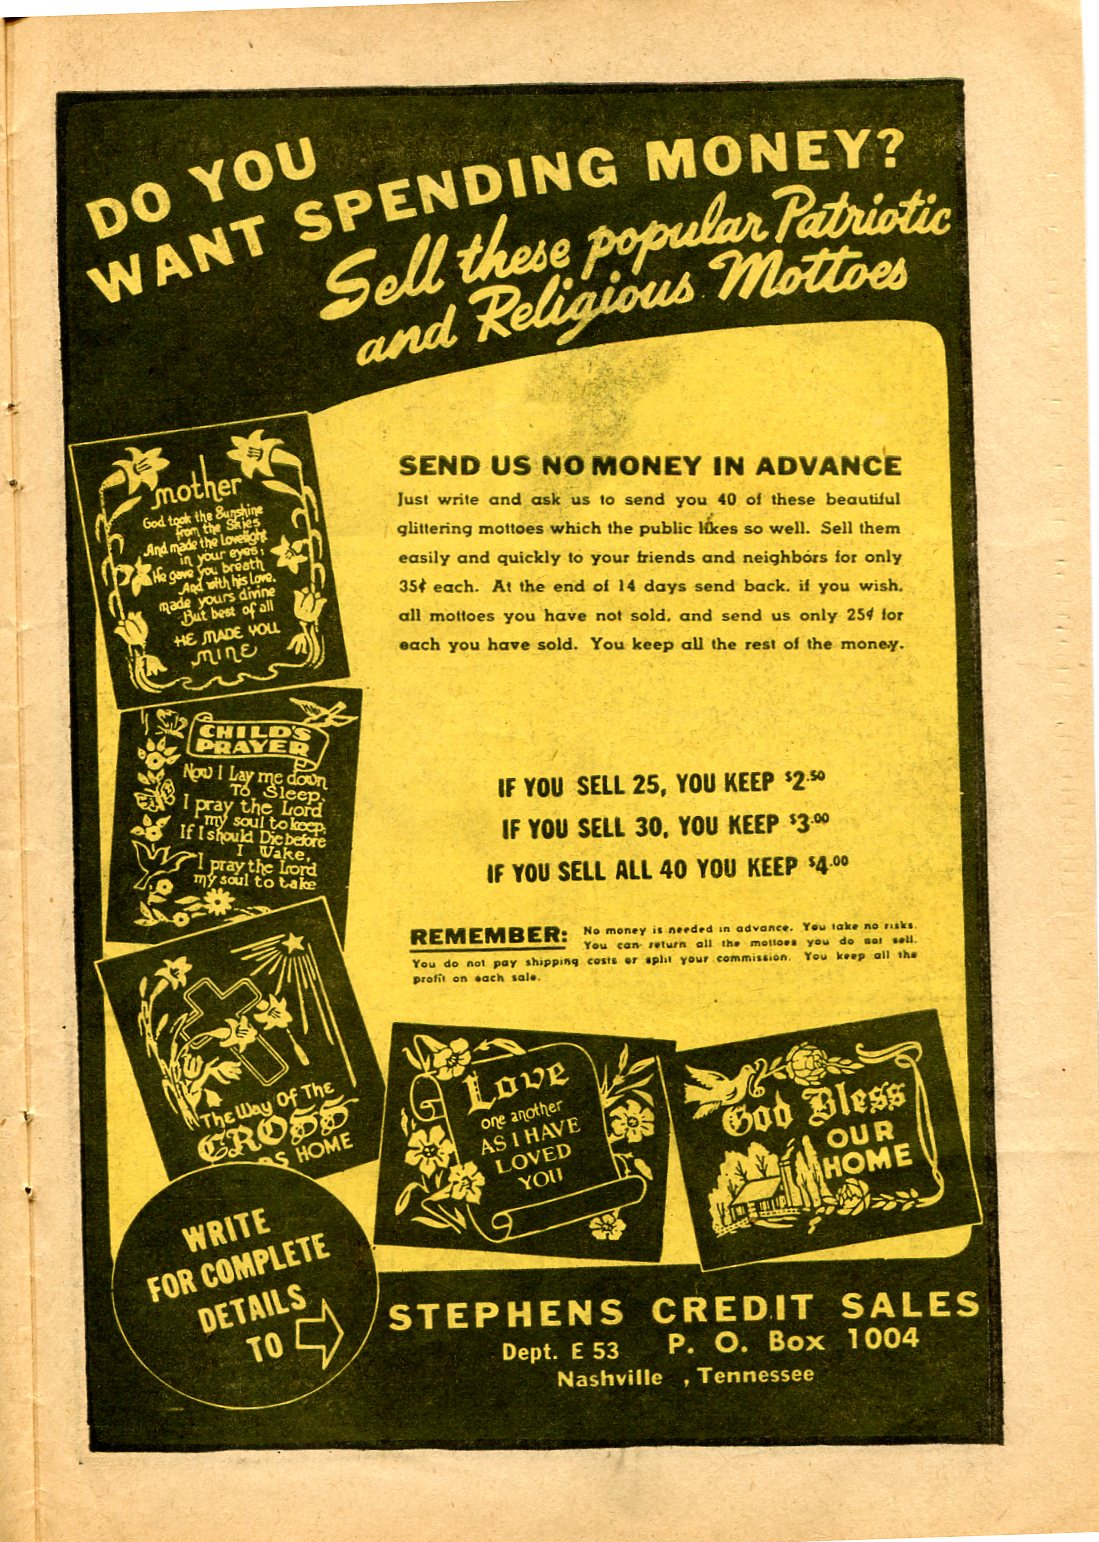 DO YOU
WANT SPENDING MONEY?
Sell these popular Patriotic
and Religious Mottoes
SEND US NO MONEY IN ADVANCE
Just write and ask us to send you 40 of these beautiful
glittering mottoes which the public likes so well. Sell them
easily and quickly to your friends and neighbors for only
35¢ each. At the end of 14 days send back, if you wish,
all mottoes you have not sold, and send us only 25¢ for
each you have sold. You keep all the rest of the money.
mother
God took the Sunshine
from the Skies
And made the Lovelight
in your eyes;
He gave you breath
And with his Love,
made yours divine
But best of all
HE MADE YOU
MINE
CHILD'S
PRAYER
Now I Lay me down
To Sleep,
I pray the Lord
my soul to keep,
If I should Die before
I Wake,
I pray the Lord
my soul to take
IF YOU SELL 25, YOU KEEP $2.50
IF YOU SELL 30, YOU KEEP $3.00
IF YOU SELL ALL 40 YOU KEEP $4.00
REMEMBER: No money is needed in advance. You take no risks.
You can return all the mottoes you do not sell.
You do not pay shipping costs or split your commission. You keep all the
profit on each sale.
The Way Of The
CROSS
DS HOME
Love
one another
AS I HAVE
LOVED
YOU
God Bless
OUR
HOME
WRITE
FOR COMPLETE
DETAILS
TO
STEPHENS CREDIT SALES
Dept. E 53 P. O. Box 1004
Nashville , Tennessee